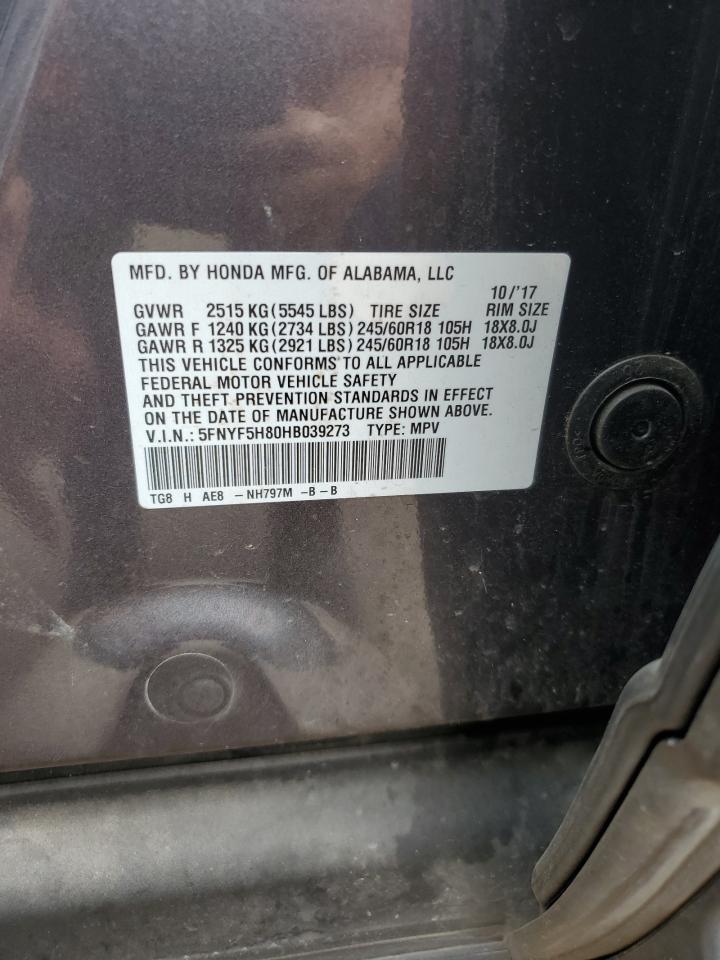 MFD. BY HONDA MFG. OF ALABAMA, LLC
10/'17
GVWR 2515 KG (5545 LBS) TIRE SIZE RIM SIZE
GAWR F 1240 KG (2734 LBS) 245/60R18 105H 18X8.0J
GAWR R 1325 KG (2921 LBS) 245/60R18 105H 18X8.0J
THIS VEHICLE CONFORMS TO ALL APPLICABLE
FEDERAL MOTOR VEHICLE SAFETY
AND THEFT PREVENTION STANDARDS IN EFFECT
ON THE DATE OF MANUFACTURE SHOWN ABOVE.
V.I.N.: 5FNYF5H80HB039273 TYPE: MPV
TG8 H AE8 -NH797M -B-B